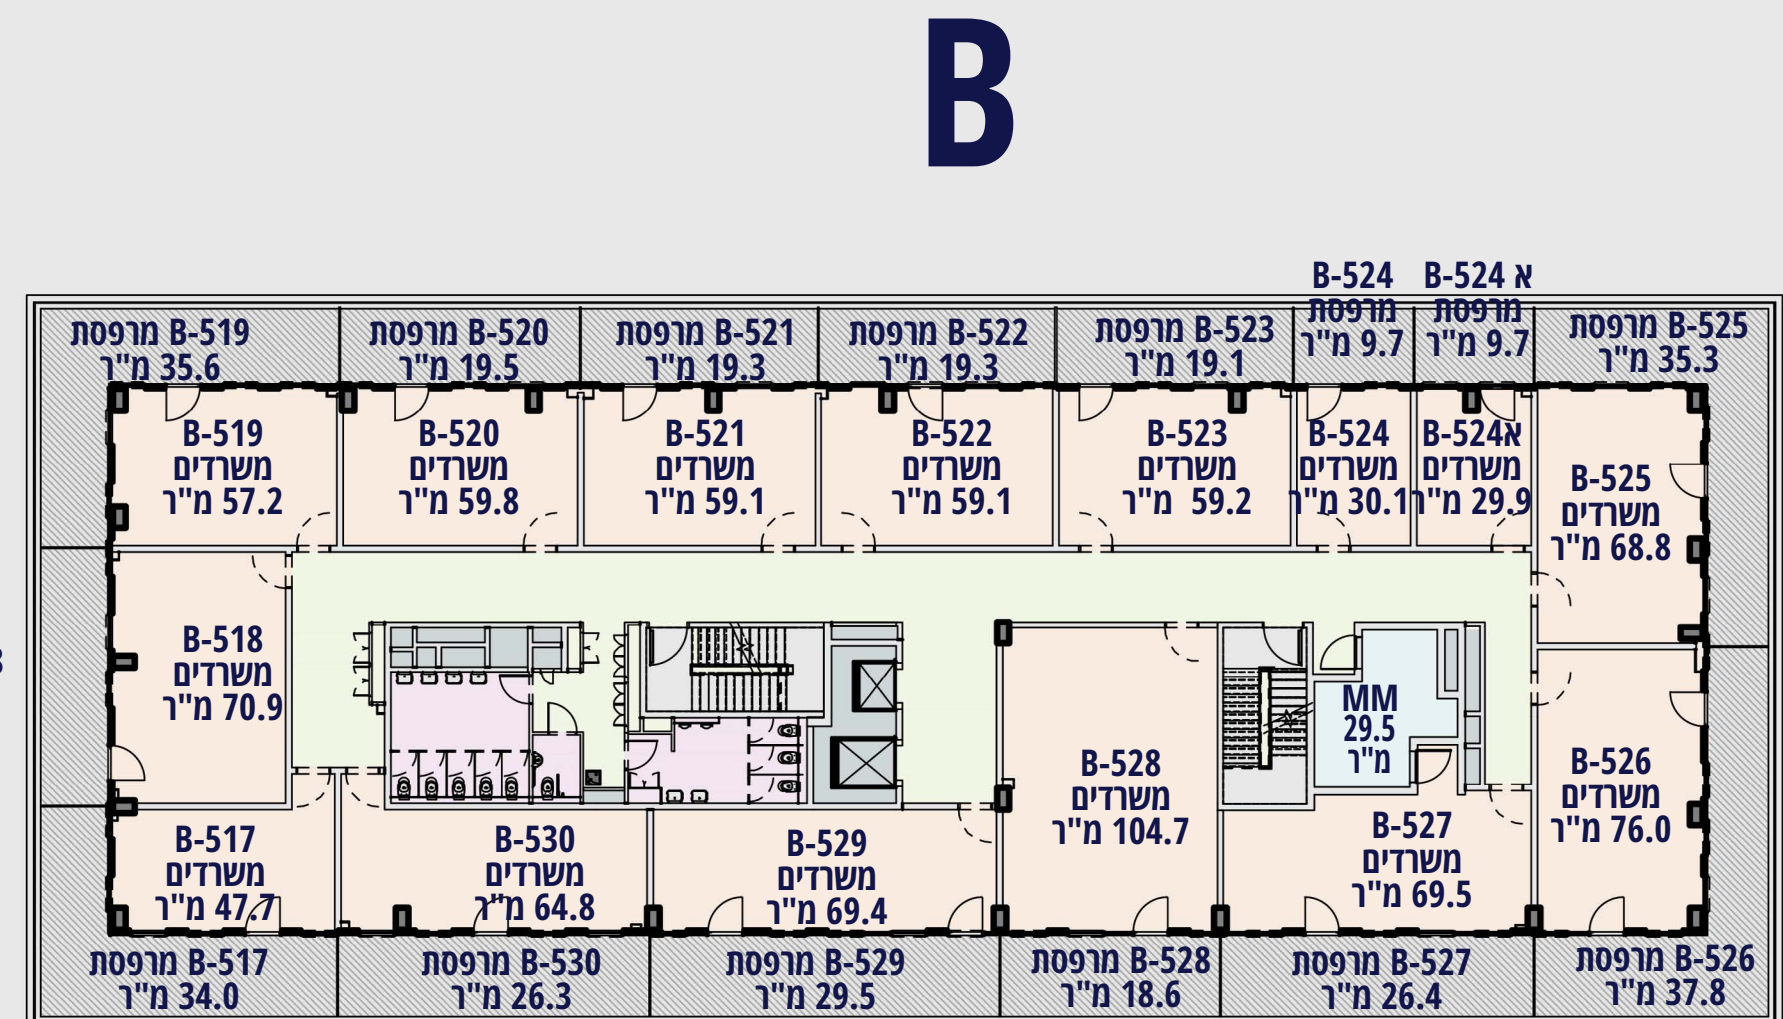 B
B-524
מרפסת
9.7 מ"ר
B-524 א
מרפסת
9.7 מ"ר
B-519 מרפסת
35.6 מ"ר
B-520 מרפסת
19.5 מ"ר
B-521 מרפסת
19.3 מ"ר
B-522 מרפסת
19.3 מ"ר
B-523 מרפסת
19.1 מ"ר
B-525 מרפסת
35.3 מ"ר
B-519
משרדים
57.2 מ"ר
B-520
משרדים
59.8 מ"ר
B-521
משרדים
59.1 מ"ר
B-522
משרדים
59.1 מ"ר
B-523
משרדים
59.2 מ"ר
B-524
משרדים
30.1 מ"ר
B-524א
משרדים
29.9 מ"ר
B-525
משרדים
68.8 מ"ר
B-518
משרדים
70.9 מ"ר
MM
29.5
מ"ר
B-528
משרדים
104.7 מ"ר
B-526
משרדים
76.0 מ"ר
B-517
משרדים
47.7 מ"ר
B-530
משרדים
64.8 מ"ר
B-529
משרדים
69.4 מ"ר
B-527
משרדים
69.5 מ"ר
B-517 מרפסת
34.0 מ"ר
B-530 מרפסת
26.3 מ"ר
B-529 מרפסת
29.5 מ"ר
B-528 מרפסת
18.6 מ"ר
B-527 מרפסת
26.4 מ"ר
B-526 מרפסת
37.8 מ"ר